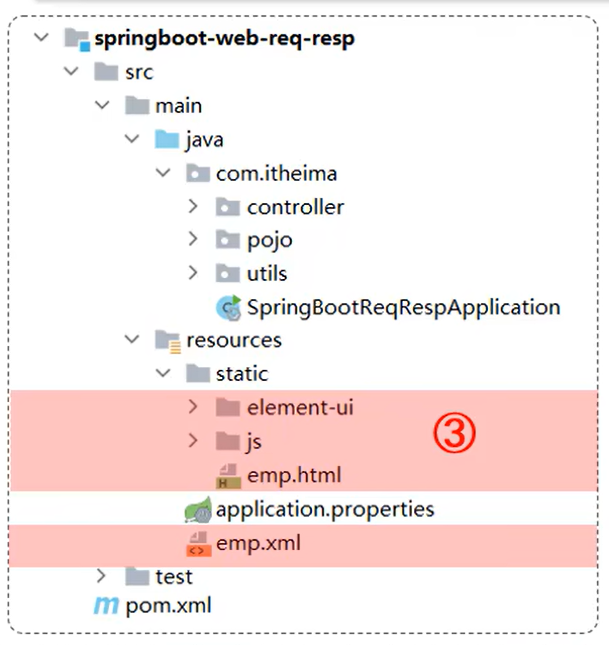 springboot-web-req-resp
src
main
java
com.itheima
controller
pojo
utils
SpringBootReqRespApplication
resources
static
element-ui
③
js
emp.html
application.properties
emp.xml
test
pom.xml